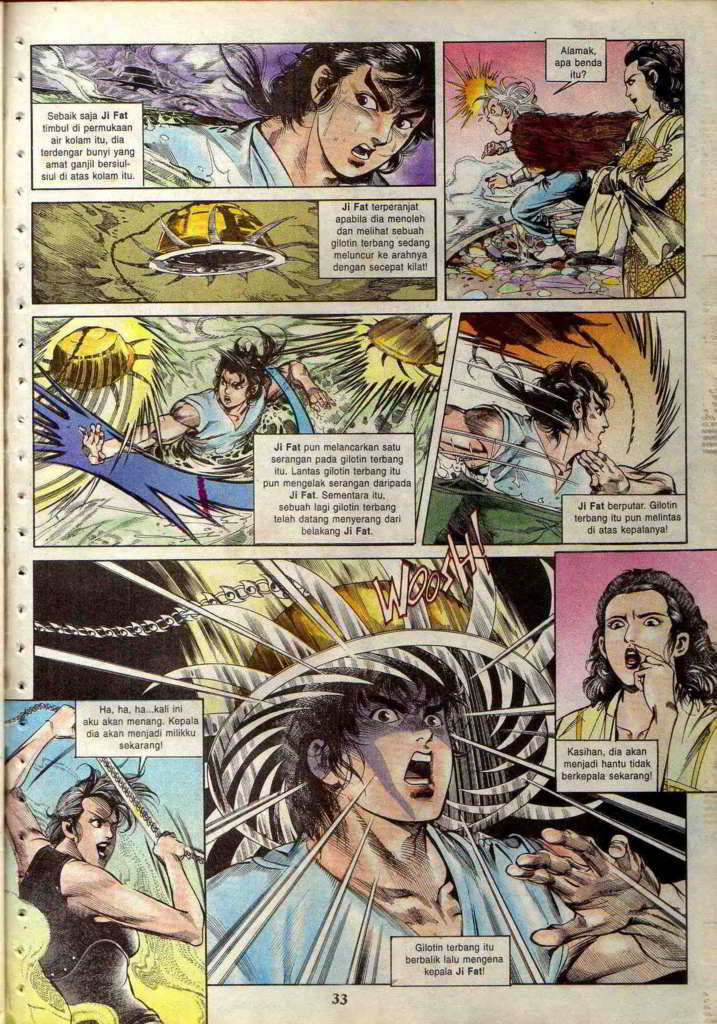 Sebaik saja Ji Fat
timbul di permukaan
air kolam itu, dia
terdengar bunyi yang
amat ganjil bersiul-
siul di atas kolam itu.
Alamak,
apa benda
itu?
Ji Fat terperanjat
apabila dia menoleh
dan melihat sebuah
gilotin terbang sedang
meluncur ke arahnya
dengan secepat kilat!
Ji Fat pun melancarkan satu
serangan pada gilotin terbang
itu. Lantas gilotin terbang itu
pun mengelak serangan daripada
Ji Fat. Sementara itu,
sebuah lagi gilotin terbang
telah datang menyerang dari
belakang Ji Fat.
Ji Fat berputar. Gilotin
terbang itu pun melintas
di atas kepalanya!
WOOSH!
Kasihan, dia akan
menjadi hantu tidak
berkepala sekarang!
Ha, ha, ha...kali ini
aku akan menang. Kepala
dia akan menjadi milikku
sekarang!
Gilotin terbang itu
berbalik lalu mengena
kepala Ji Fat!
33